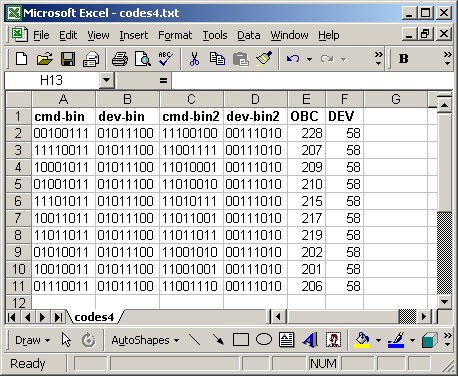 Microsoft Excel - codes4.txt
File Edit View Insert Format Tools Data Window Help
B
H13 =
A B C D E F G
1 cmd-bin dev-bin cmd-bin2 dev-bin2 OBC DEV
2 00100111 01011100 11100100 00111010 228 58
3 11110011 01011100 11001111 00111010 207 58
4 10001011 01011100 11010001 00111010 209 58
5 01001011 01011100 11010010 00111010 210 58
6 11101011 01011100 11010111 00111010 215 58
7 10011011 01011100 11011001 00111010 217 58
8 11011011 01011100 11011011 00111010 219 58
9 01010011 01011100 11001010 00111010 202 58
10 10010011 01011100 11001001 00111010 201 58
11 01110011 01011100 11001110 00111010 206 58
12
codes4
Draw AutoShapes A
Ready NUM